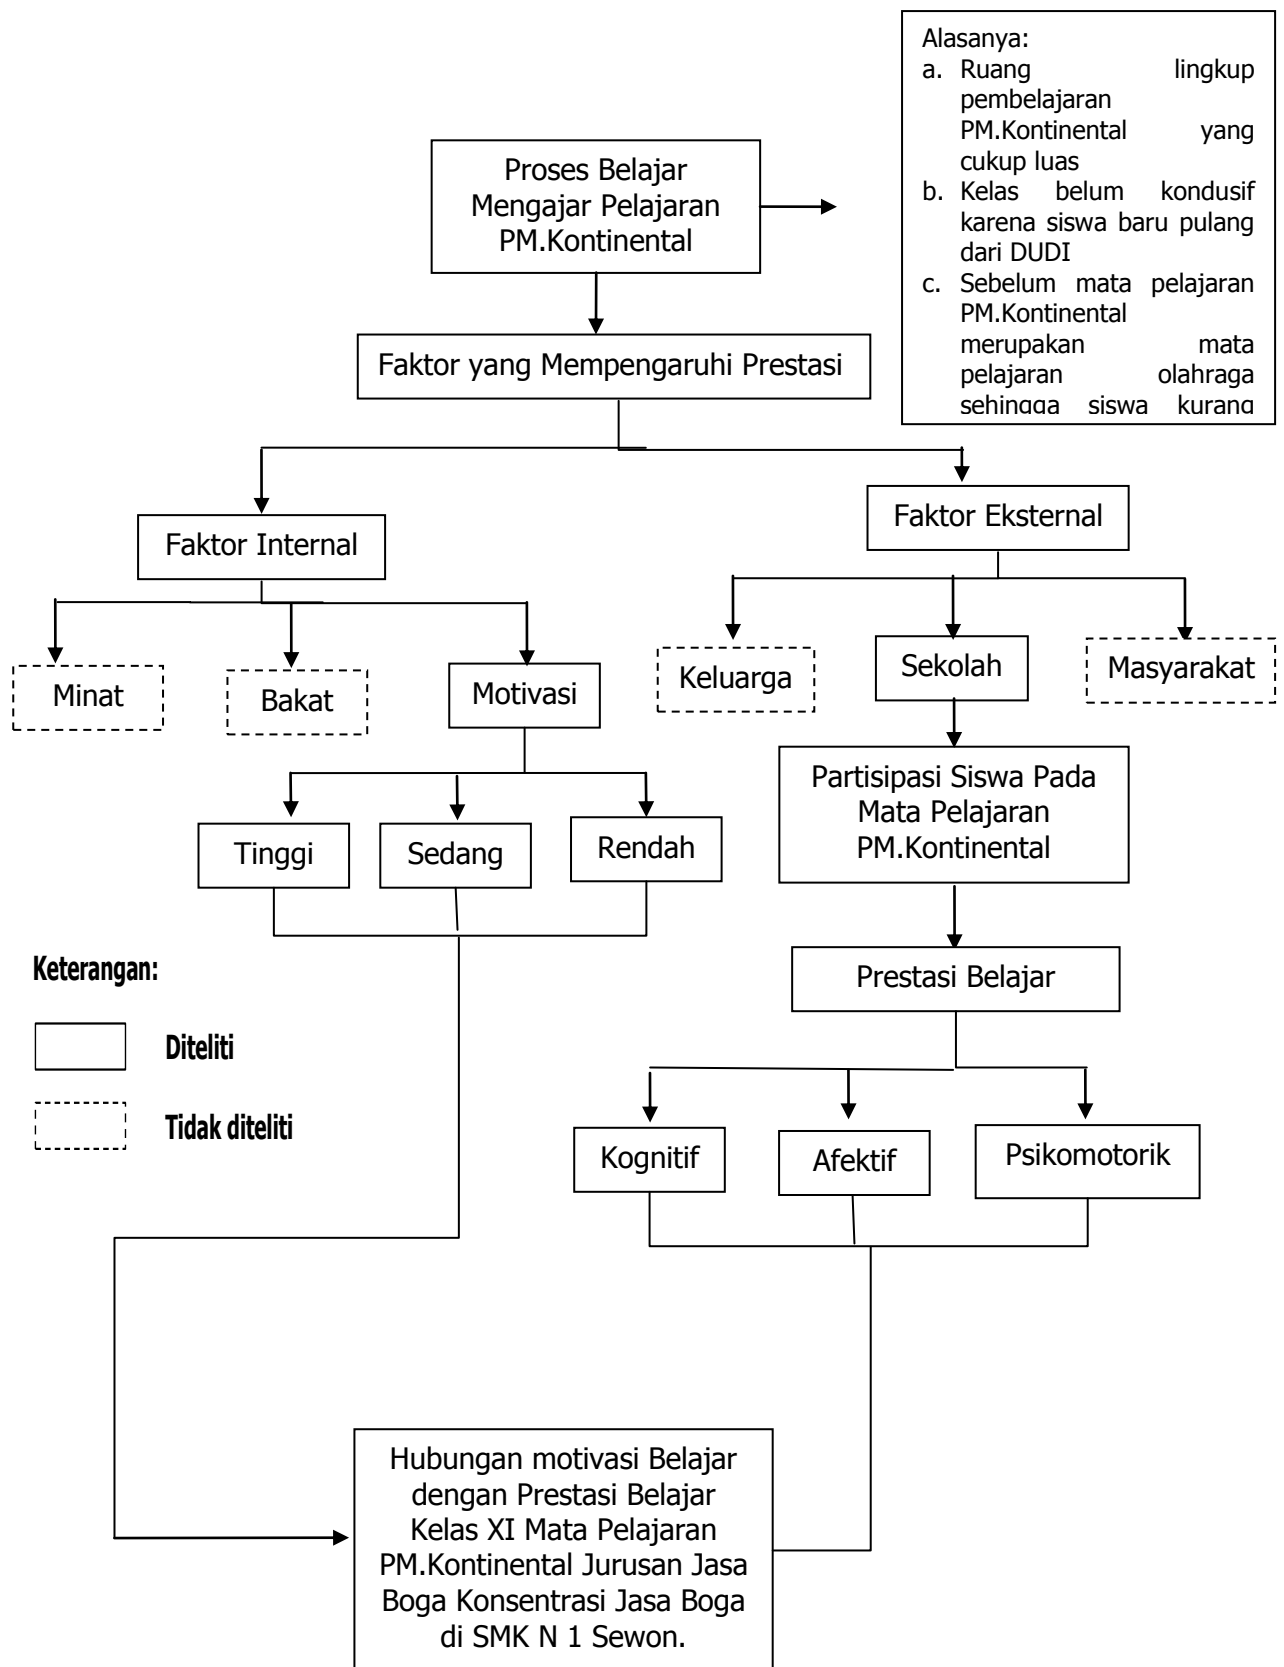 Alasanya:
a. Ruang lingkup
pembelajaran
PM.Kontinental yang
cukup luas
b. Kelas belum kondusif
karena siswa baru pulang
dari DUDI
c. Sebelum mata pelajaran
PM.Kontinental
merupakan mata
pelajaran olahraga
sehingga siswa kurang
Proses Belajar
Mengajar Pelajaran
PM.Kontinental
Faktor yang Mempengaruhi Prestasi
Faktor Internal
Faktor Eksternal
Minat
Bakat
Motivasi
Keluarga
Sekolah
Masyarakat
Tinggi
Sedang
Rendah
Partisipasi Siswa Pada
Mata Pelajaran
PM.Kontinental
Prestasi Belajar
Keterangan:
Diteliti
Tidak diteliti
Kognitif
Afektif
Psikomotorik
Hubungan motivasi Belajar
dengan Prestasi Belajar
Kelas XI Mata Pelajaran
PM.Kontinental Jurusan Jasa
Boga Konsentrasi Jasa Boga
di SMK N 1 Sewon.